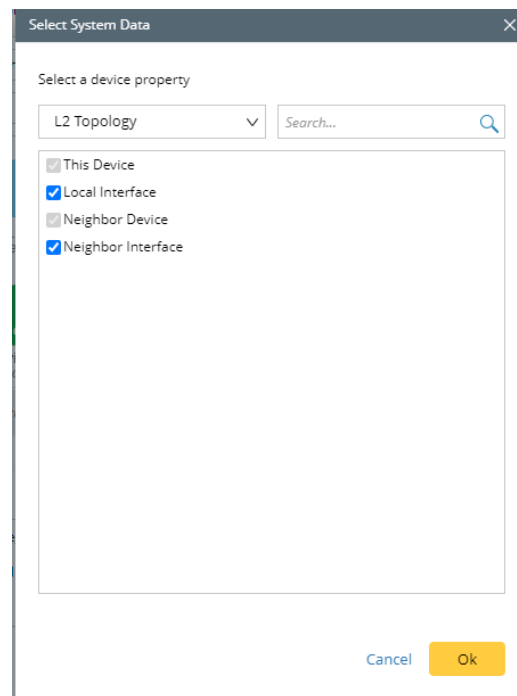 Select System Data
Select a device property
L2 Topology
Search...
This Device
Local Interface
Neighbor Device
Neighbor Interface
Cancel
Ok